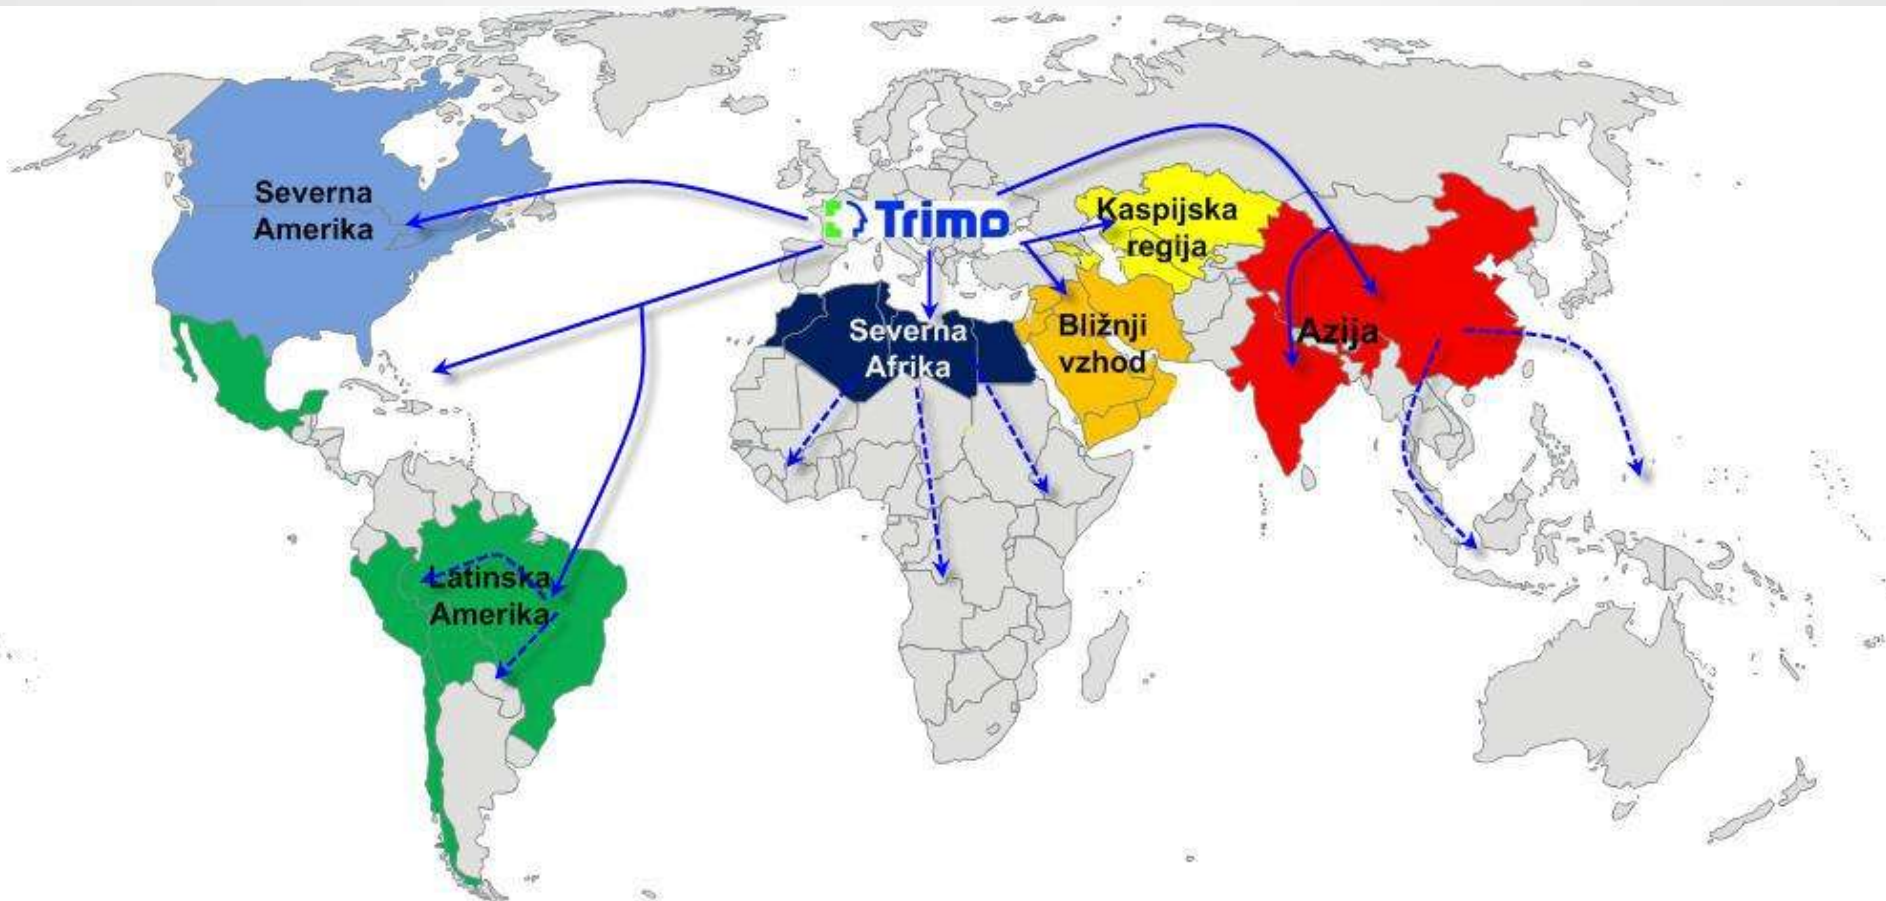 Severna
Amerika
Trimo
Kaspijska
regija
Severna
Afrika
Bližnji
vzhod
Azija
Latinska
Amerika